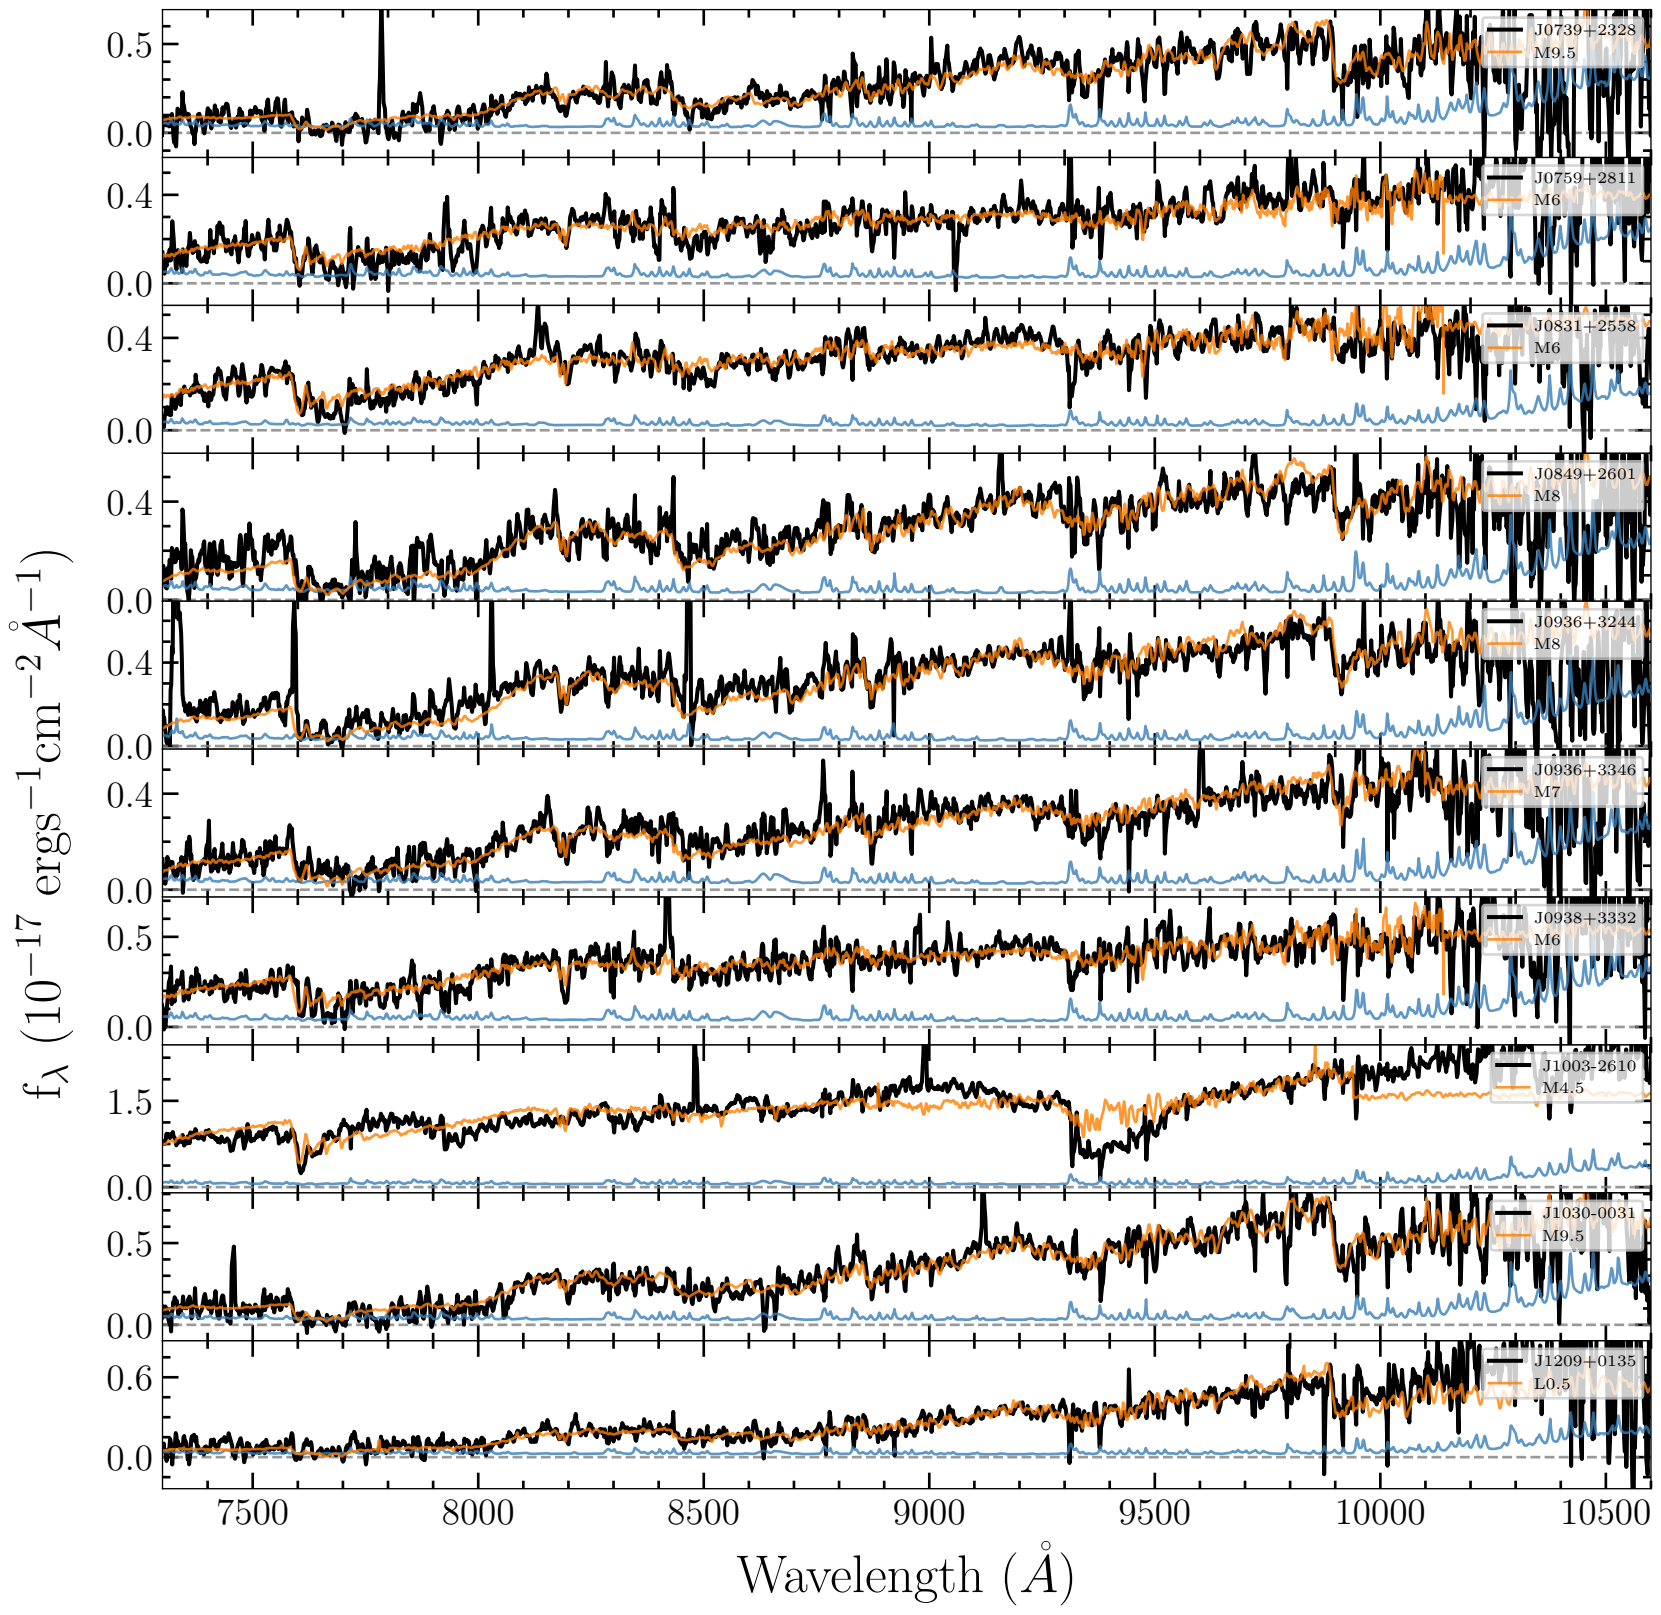 0.5
0.0
J0739+2328
M9.5
0.4
0.0
J0759+2811
M6
0.4
0.0
J0831+2558
M6
0.4
0.0
J0849+2601
M8
0.4
0.0
J0936+3244
M8
0.4
0.0
J0936+3346
M7
0.5
0.0
J0938+3332
M6
1.5
0.0
J1003-2610
M4.5
0.5
0.0
J1030-0031
M9.5
0.6
0.0
J1209+0135
L0.5
f_λ (10^−17 ergs^−1cm^−2 Å^−1)
7500 8000 8500 9000 9500 10000 10500
Wavelength (Å)